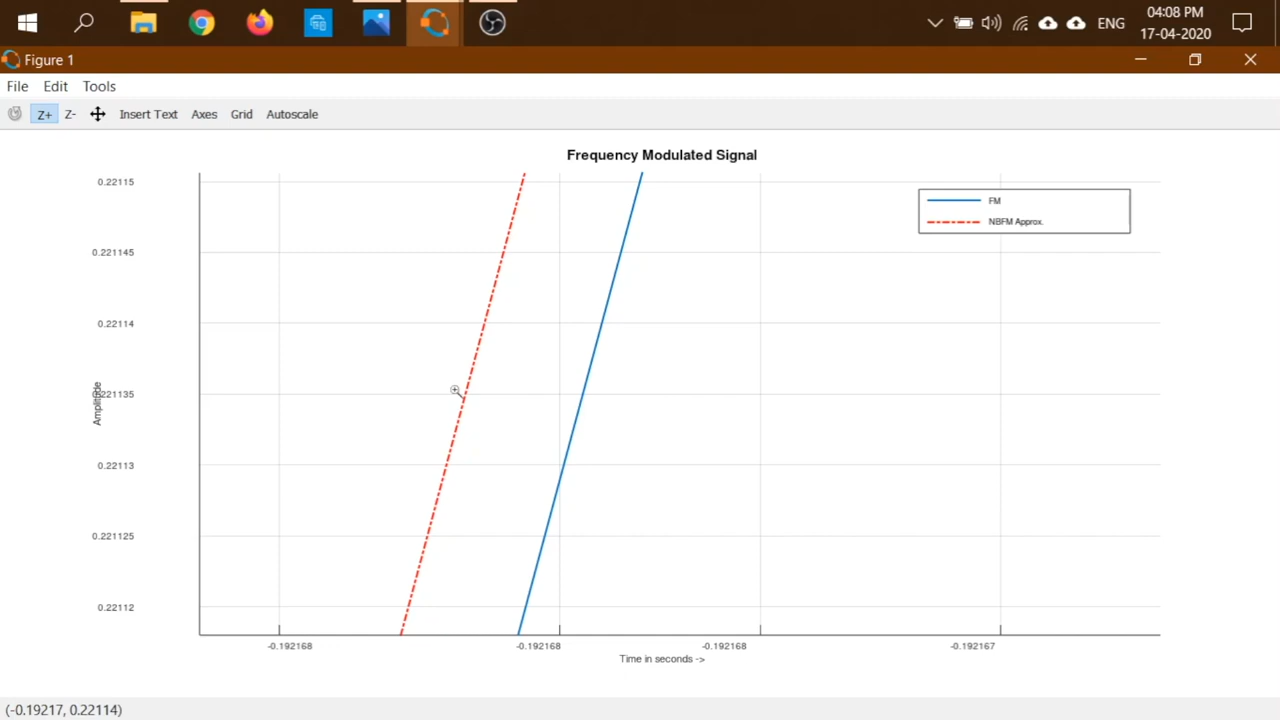 ENG
04:08 PM
17-04-2020
Figure 1
File Edit Tools
Z+ Z- Insert Text Axes Grid Autoscale
Frequency Modulated Signal
FM
NBFM Approx.
0.22115
0.221145
0.22114
0.221135
0.22113
0.221125
0.22112
Amplitude
-0.192168 -0.192168 -0.192168 -0.192167
Time in seconds ->
(-0.19217, 0.22114)